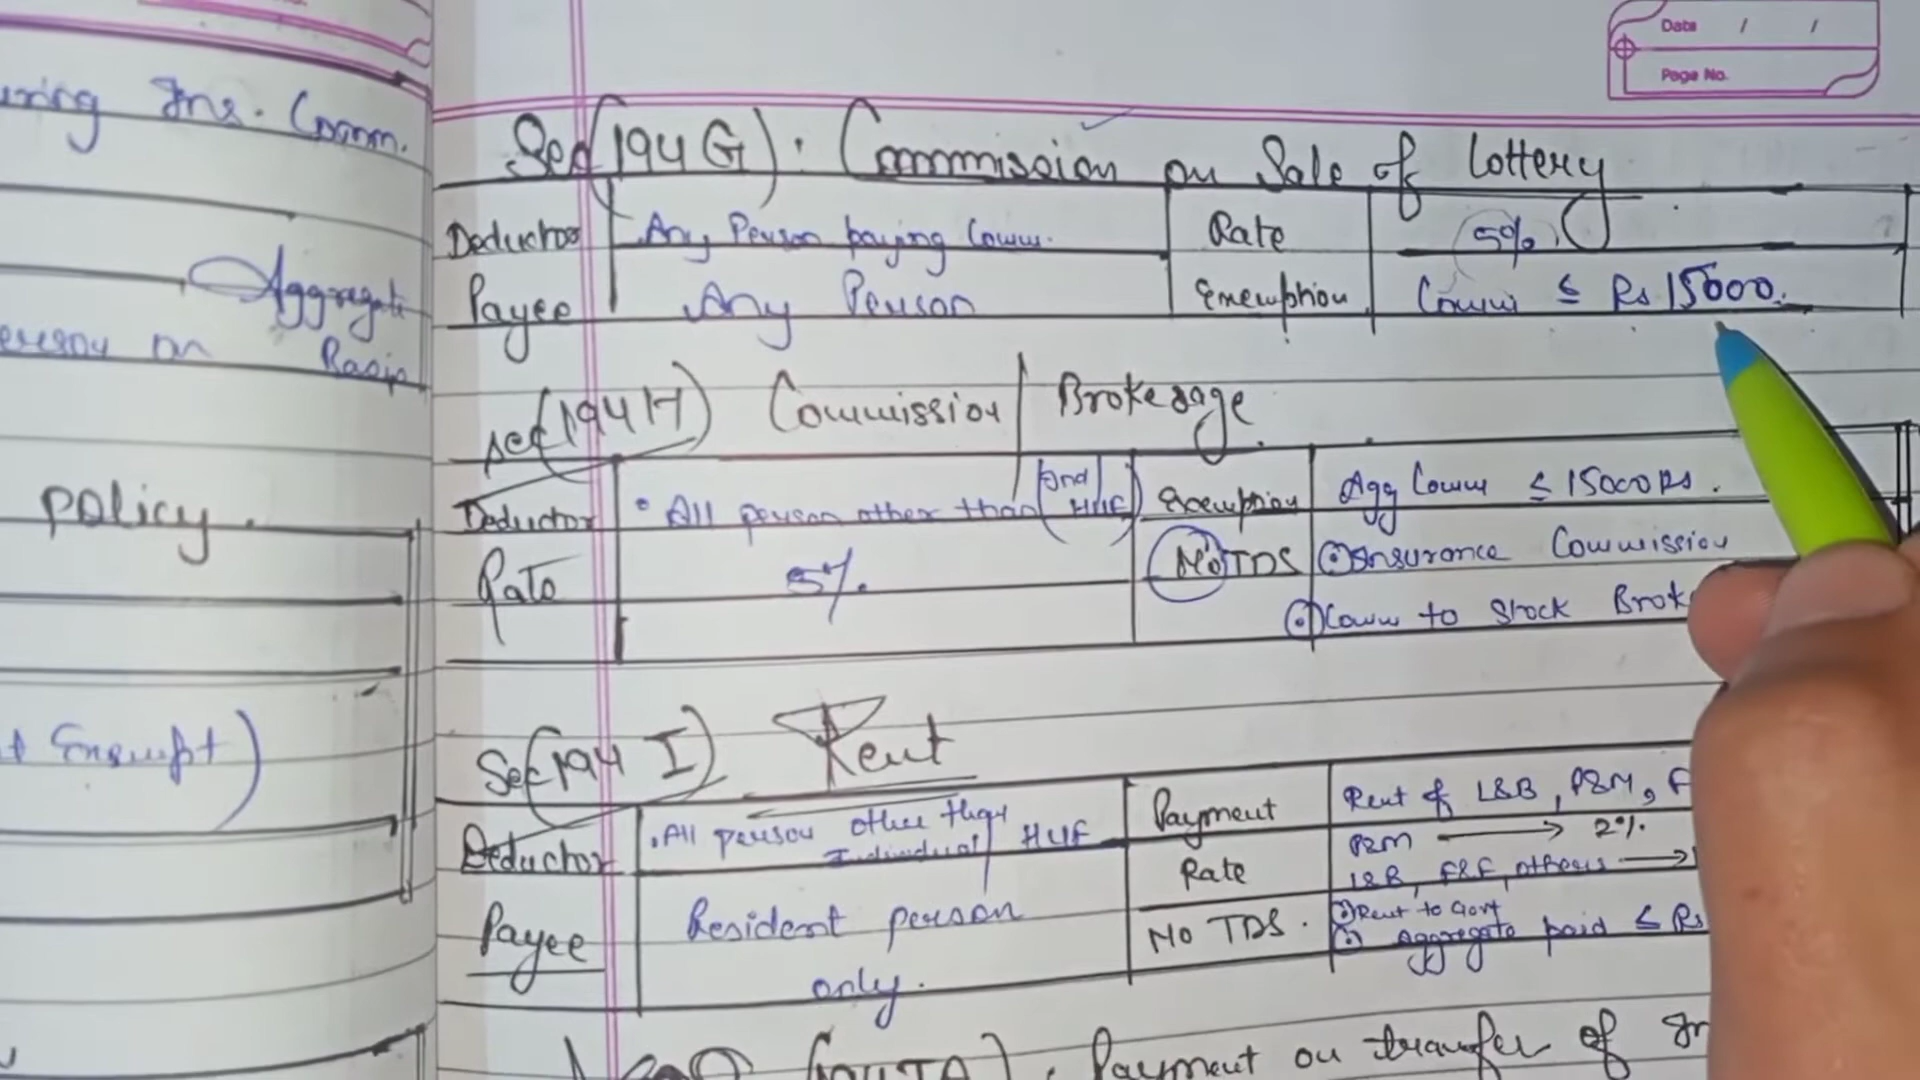 Date / /
Page No.
uring Ins. Comm.
Aggregate
erson on Basis
policy.
t Exempt)
Sec(194 G): Commission on Sale of Lottery
Deductor Any Person paying Comm. Rate 5%.
Payee Any Person Exemption Comm ≤ Rs 15000.
Sec(194 H) Commission / Brokerage
Deductor • All person other than (Ind/HUF) Exemption Agg Comm ≤ 15000 Rs.
Rate 5%. No TDS ⊙ Insurance Commission
⊙ Comm to Stock Brok
Sec(194 I) Rent
Deductor • All person other than Individual/HUF Payment Rent of L&B, P&M, F
Rate P&M → 2%.
L&B, F&F, others →
Payee Resident person only. No TDS. ⊙ Rent to Govt
⊙ Aggregate paid ≤ Rs
Payment on transfer of